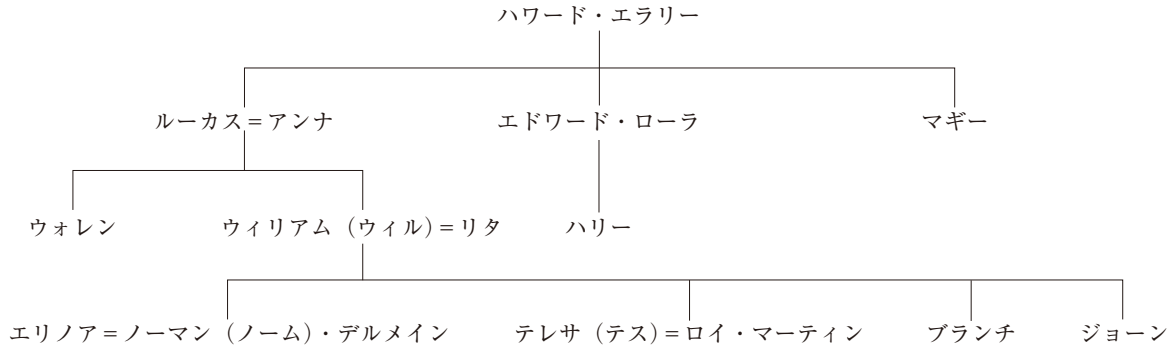 ハワード・エラリー
ルーカス＝アンナ　エドワード・ローラ　マギー
ウォレン　ウィリアム（ウィル）＝リタ　ハリー
エリノア＝ノーマン（ノーム）・デルメイン　テレサ（テス）＝ロイ・マーティン　ブランチ　ジョーン